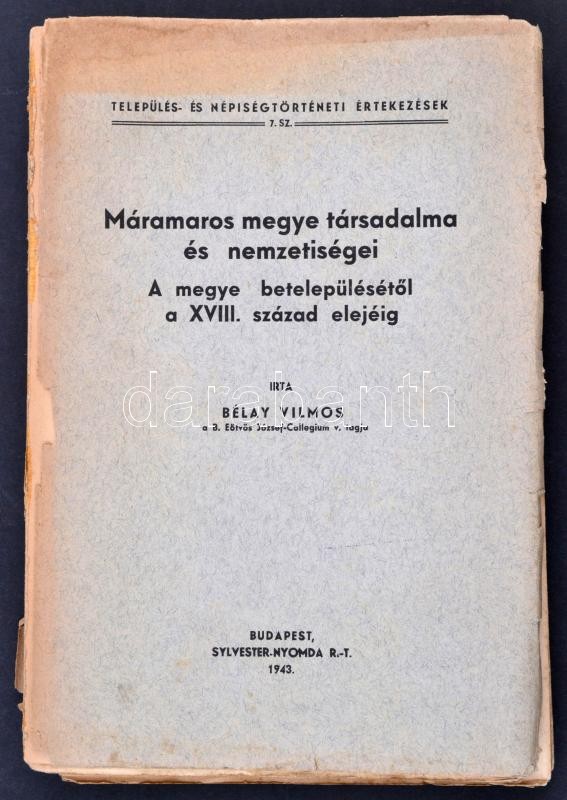 TELEPÜLÉS- ÉS NÉPISÉGTÖRTÉNETI ÉRTEKEZÉSEK
7. SZ.
Máramaros megye társadalma
és nemzetiségei
A megye betelepülésétől
a XVIII. század elejéig
IRTA
BÉLAY VILMOS
a B. Eötvös József-Collegium v. tagja
darabanth
BUDAPEST,
SYLVESTER-NYOMDA R.-T.
1943.